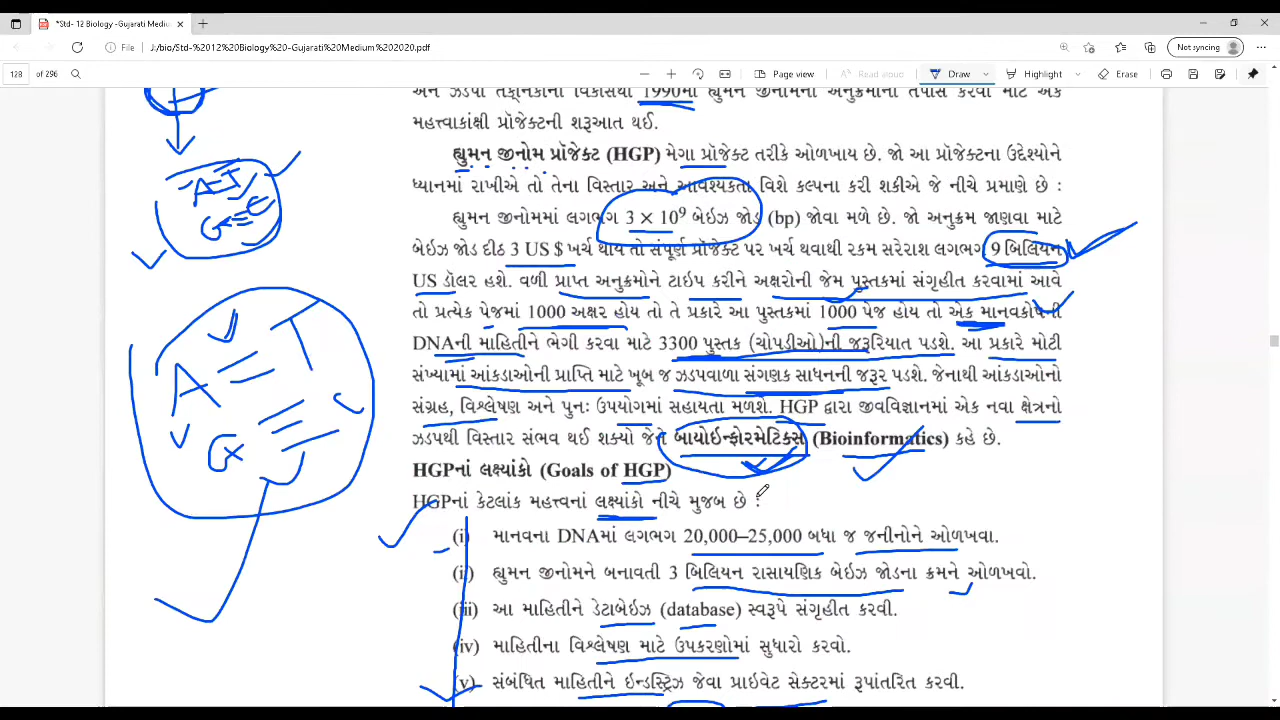 *Std- 12 Biology -Gujarati Medium
File J:/bio/Std-%2012%20Biology%20-Gujarati%20Medium%202020.pdf Not syncing
128 of 296 Page view Read aloud Draw Highlight Erase
અને ઝડપી તકનીકોના વિકાસથી 1990માં હ્યુમન જીનોમના અનુક્રમોની તપાસ કરવા માટે એક
મહત્ત્વાકાંક્ષી પ્રૉજેક્ટની શરૂઆત થઈ.
હ્યુમન જીનોમ પ્રૉજેક્ટ (HGP) મેગા પ્રૉજેક્ટ તરીકે ઓળખાય છે. જો આ પ્રૉજેક્ટના ઉદ્દેશ્યોને
ધ્યાનમાં રાખીએ તો તેના વિસ્તાર અને આવશ્યકતા વિશે કલ્પના કરી શકીએ જે નીચે પ્રમાણે છે :
હ્યુમન જીનોમમાં લગભગ 3 × 10⁹ બેઇઝ જોડ (bp) જોવા મળે છે. જો અનુક્રમ જાણવા માટે
બેઇઝ જોડ દીઠ 3 US $ ખર્ચ થાય તો સંપૂર્ણ પ્રૉજેક્ટ પર ખર્ચ થવાથી રકમ સરેરાશ લગભગ 9 બિલિયન
US ડૉલર હશે. વળી પ્રાપ્ત અનુક્રમોને ટાઇપ કરીને અક્ષરોની જેમ પુસ્તકમાં સંગૃહીત કરવામાં આવે
તો પ્રત્યેક પેજમાં 1000 અક્ષર હોય તો તે પ્રકારે આ પુસ્તકમાં 1000 પેજ હોય તો એક માનવકોષની
DNAની માહિતીને ભેગી કરવા માટે 3300 પુસ્તક (ચોપડીઓ)ની જરૂરિયાત પડશે. આ પ્રકારે મોટી
સંખ્યામાં આંકડાઓની પ્રાપ્તિ માટે ખૂબ જ ઝડપવાળા સંગણક સાધનની જરૂર પડશે. જેનાથી આંકડાઓનો
સંગ્રહ, વિશ્લેષણ અને પુનઃ ઉપયોગમાં સહાયતા મળશે. HGP દ્વારા જીવવિજ્ઞાનમાં એક નવા ક્ષેત્રનો
ઝડપથી વિસ્તાર સંભવ થઈ શક્યો જેને બાયોઇન્ફોરમેટિક્સ (Bioinformatics) કહે છે.
HGPનાં લક્ષ્યાંકો (Goals of HGP)
HGPનાં કેટલાંક મહત્ત્વનાં લક્ષ્યાંકો નીચે મુજબ છે :
(i) માનવના DNAમાં લગભગ 20,000–25,000 બધા જ જનીનોને ઓળખવા.
(ii) હ્યુમન જીનોમને બનાવતી 3 બિલિયન રાસાયણિક બેઇઝ જોડના ક્રમને ઓળખવો.
(iii) આ માહિતીને ડેટાબેઇઝ (database) સ્વરૂપે સંગૃહીત કરવી.
(iv) માહિતીના વિશ્લેષણ માટે ઉપકરણોમાં સુધારો કરવો.
(v) સંબંધિત માહિતીને ઇન્ડસ્ટ્રિઝ જેવા પ્રાઇવેટ સેક્ટરમાં રૂપાંતરિત કરવી.
A = T
G ≡ C
A = T
G ≡ C